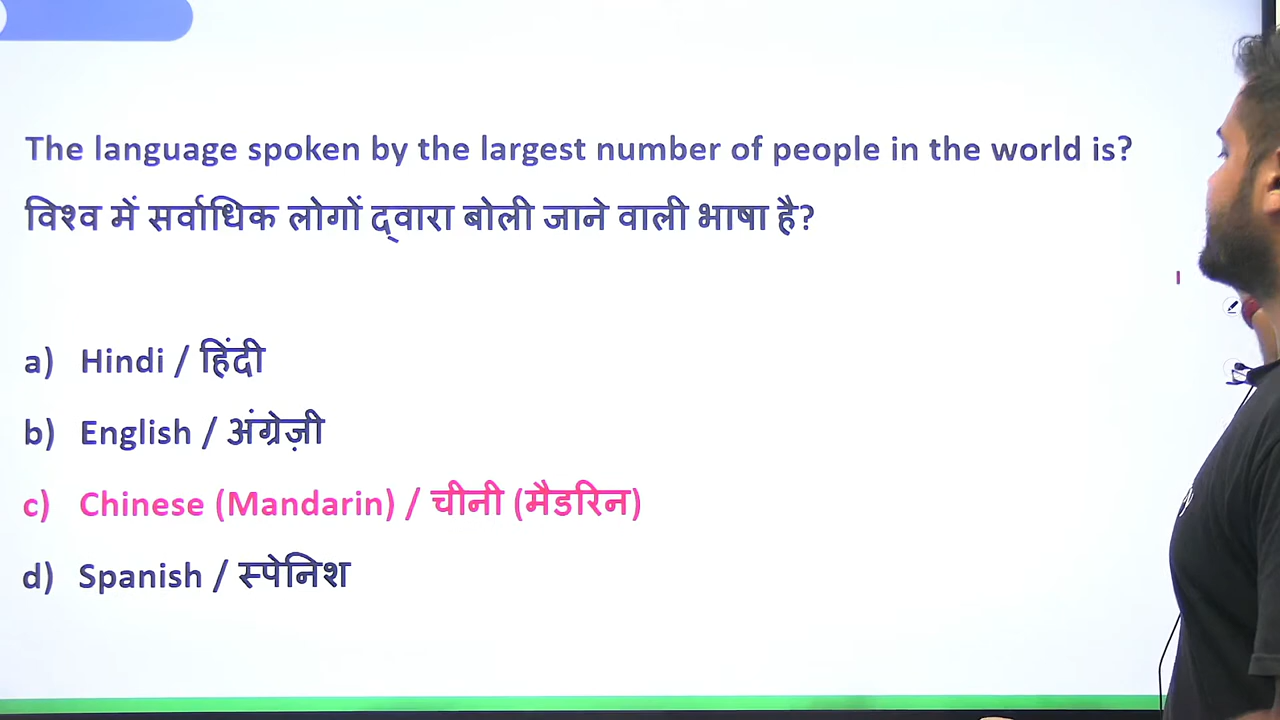 The language spoken by the largest number of people in the world is?
विश्व में सर्वाधिक लोगों द्वारा बोली जाने वाली भाषा है?
a) Hindi / हिंदी
b) English / अंग्रेज़ी
c) Chinese (Mandarin) / चीनी (मैडरिन)
d) Spanish / स्पेनिश